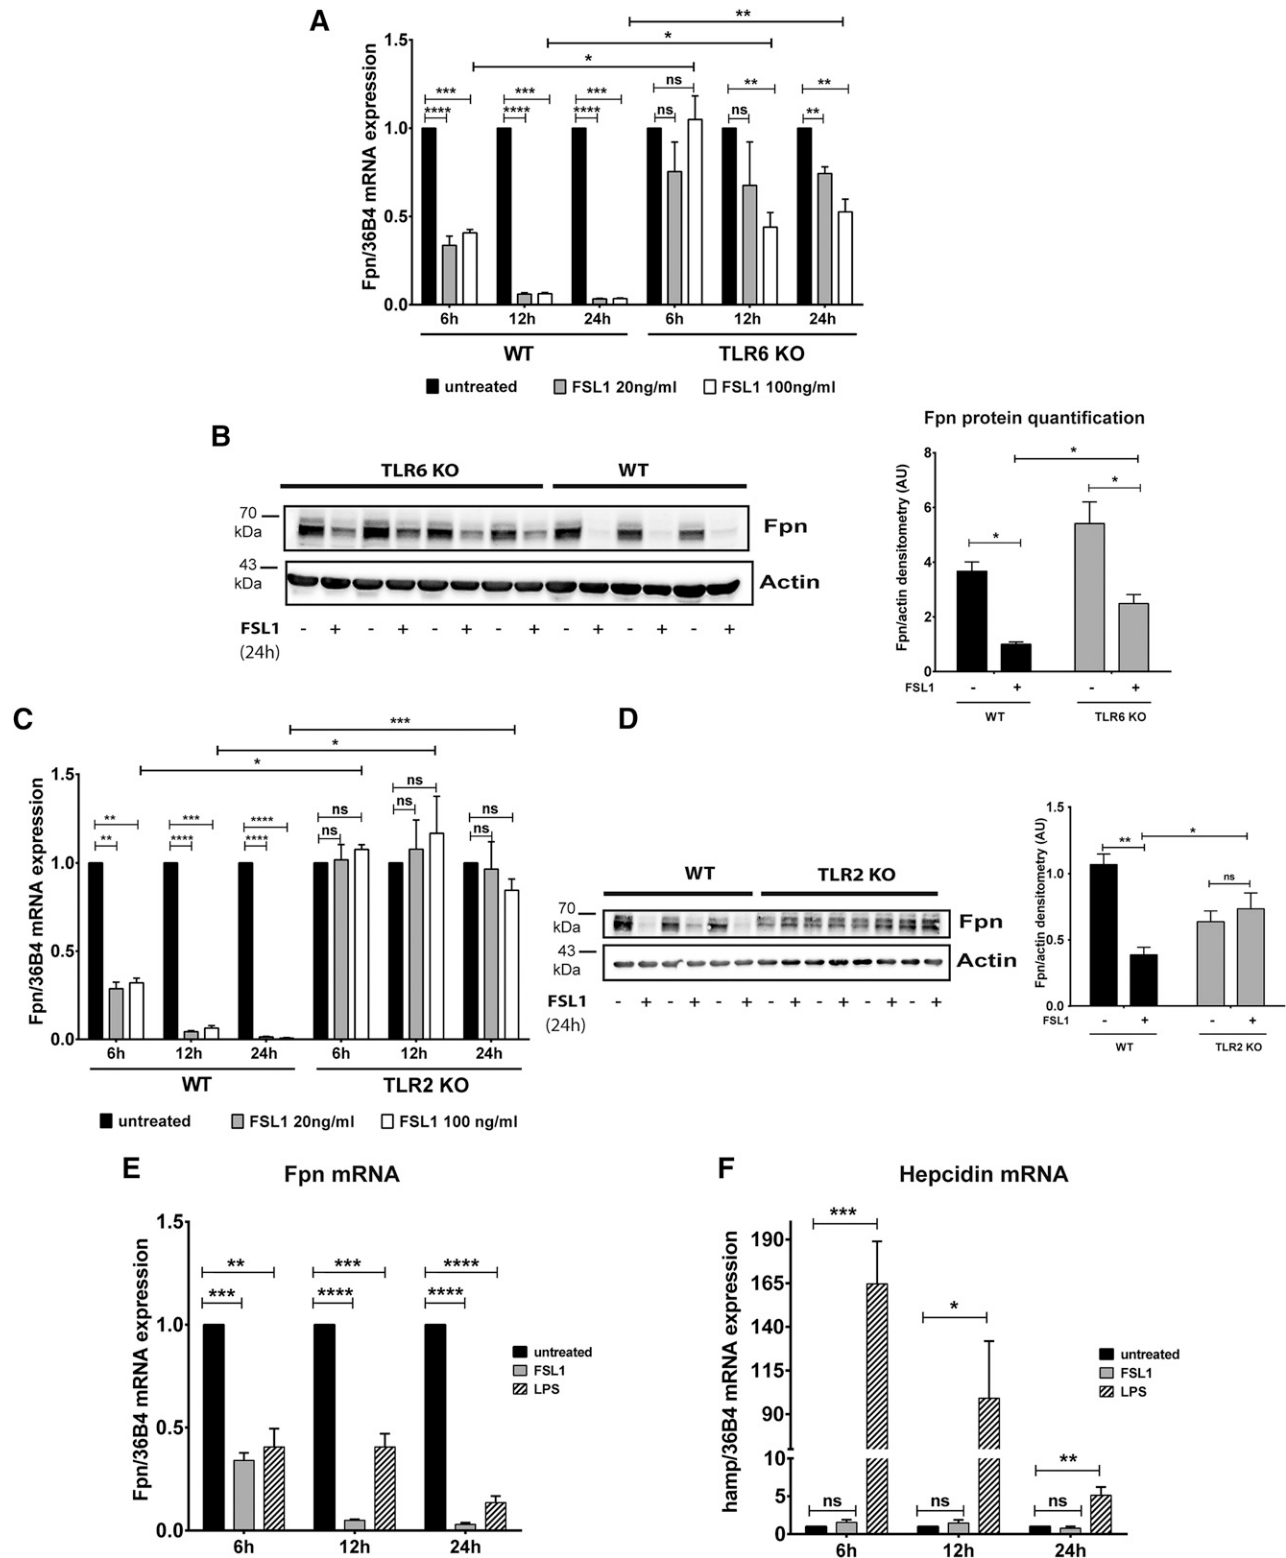 A
Fpn/36B4 mRNA expression
1.5
1.0
0.5
0.0
**
*
*
*** *** *** ns ** **
**** **** **** ns ns **
6h 12h 24h 6h 12h 24h
WT TLR6 KO
untreated FSL1 20ng/ml FSL1 100ng/ml
B
TLR6 KO WT
70
kDa
Fpn
43
kDa
Actin
FSL1 - + - + - + - + - + - + - +
(24h)
Fpn protein quantification
Fpn/actin densitometry (AU)
8
6
4
2
0
*
*
*
FSL1 - + - +
WT TLR6 KO
C
Fpn/36B4 mRNA expression
1.5
1.0
0.5
0.0
***
*
*
** *** **** ns ns ns
** **** **** ns ns ns
6h 12h 24h 6h 12h 24h
WT TLR2 KO
untreated FSL1 20ng/ml FSL1 100 ng/ml
D
WT TLR2 KO
70
kDa
Fpn
43
kDa
Actin
FSL1 - + - + - + - + - + - + - +
(24h)
Fpn/actin densitometry (AU)
1.5
1.0
0.5
0.0
*
** ns
FSL1 - + - +
WT TLR2 KO
E
Fpn mRNA
Fpn/36B4 mRNA expression
1.5
1.0
0.5
0.0
** *** ****
*** **** ****
6h 12h 24h
untreated
FSL1
LPS
F
Hepcidin mRNA
hamp/36B4 mRNA expression
190
165
140
115
90
10
5
0
***
*
**
ns ns ns
6h 12h 24h
untreated
FSL1
LPS